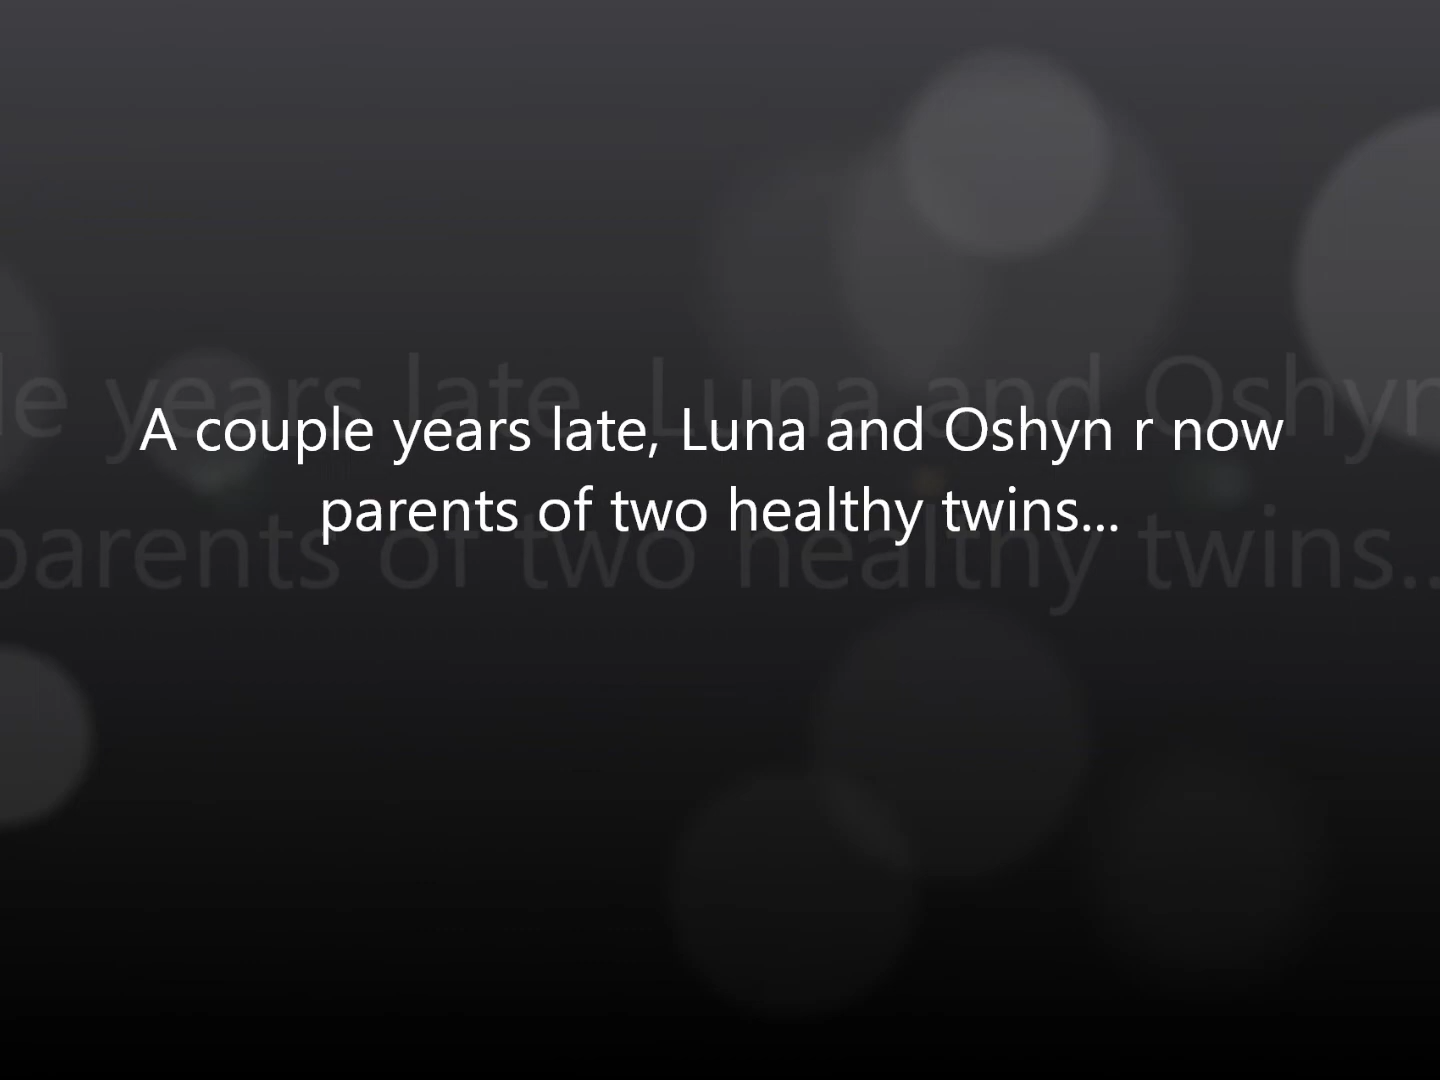 A couple years late, Luna and Oshyn r now
parents of two healthy twins...